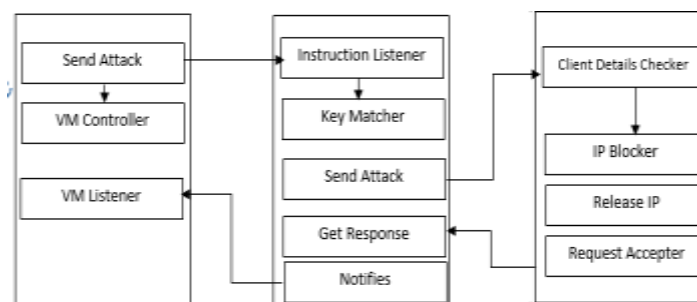 Send Attack
VM Controller
VM Listener
Instruction Listener
Key Matcher
Send Attack
Get Response
Notifies
Client Details Checker
IP Blocker
Release IP
Request Accepter